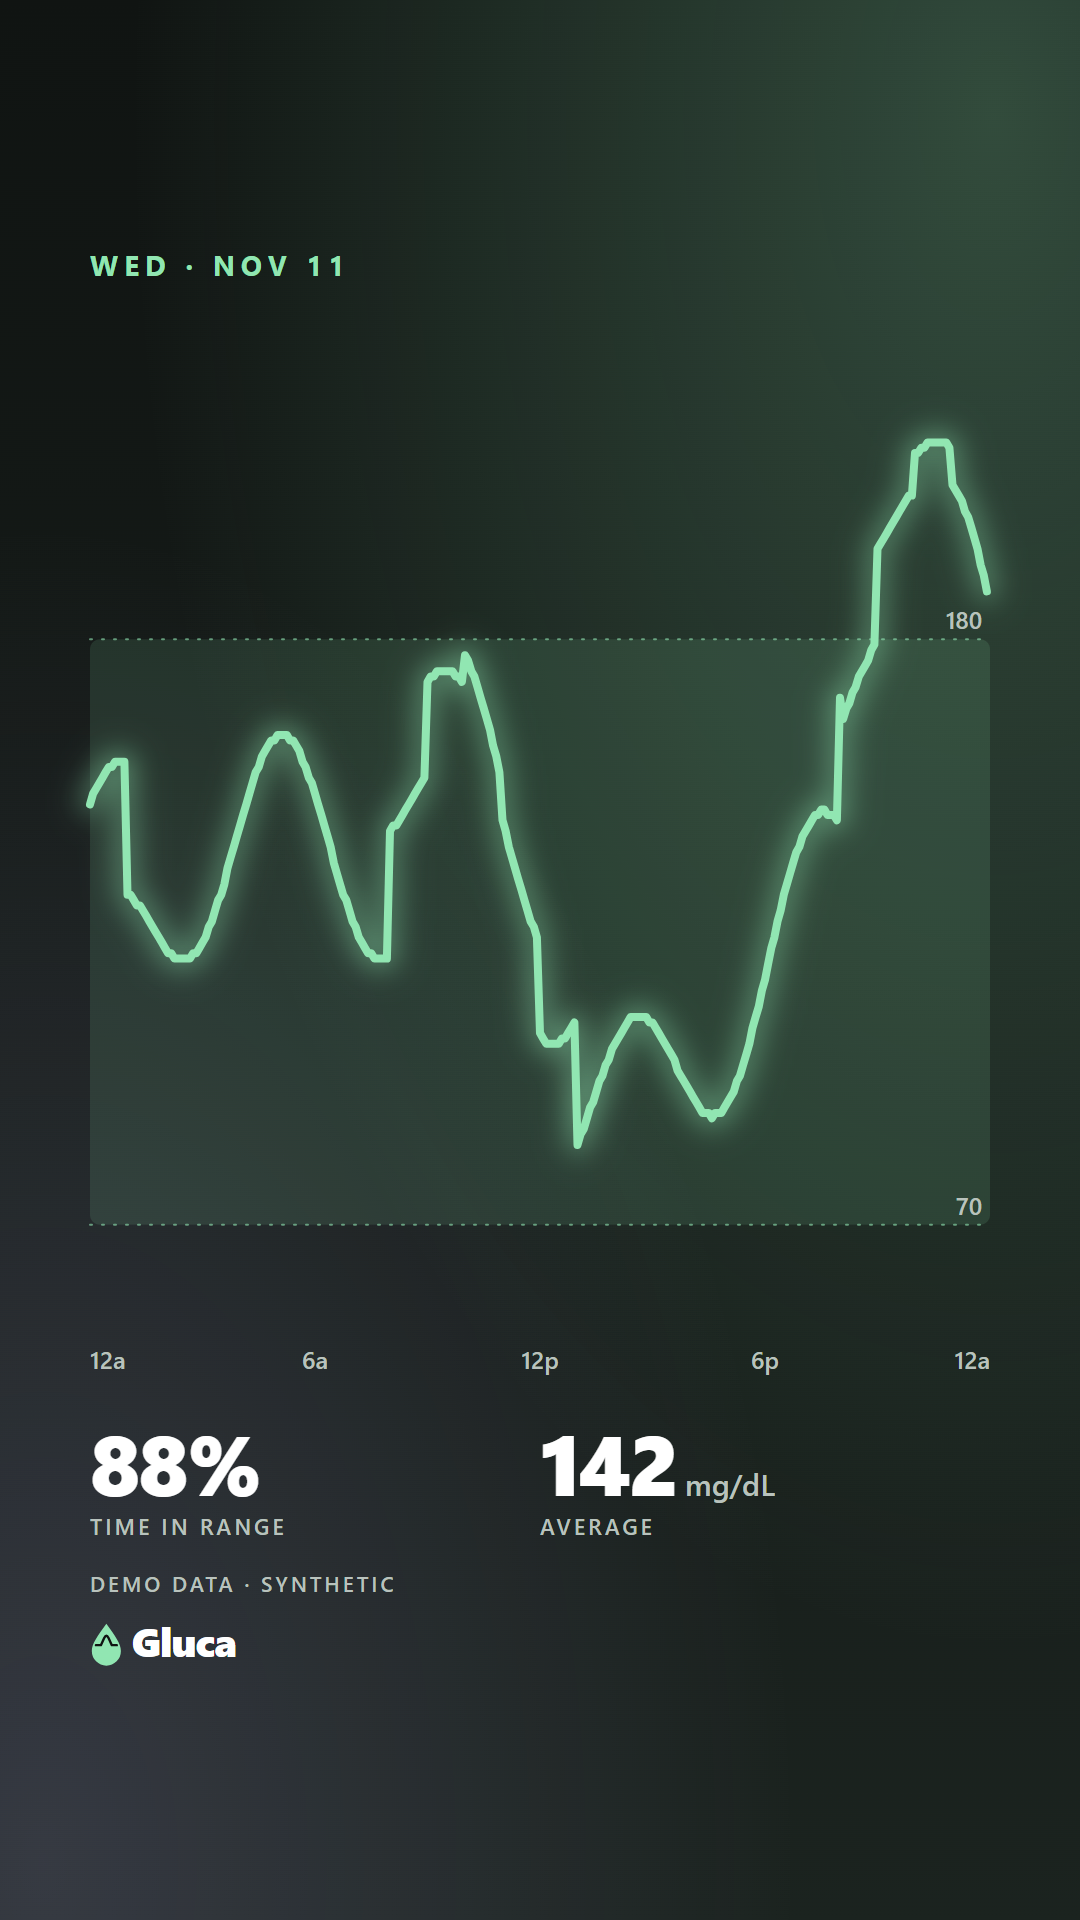 WED · NOV 11
180
70
12a 6a 12p 6p 12a
88% 142 mg/dL
TIME IN RANGE AVERAGE
DEMO DATA · SYNTHETIC
Gluca